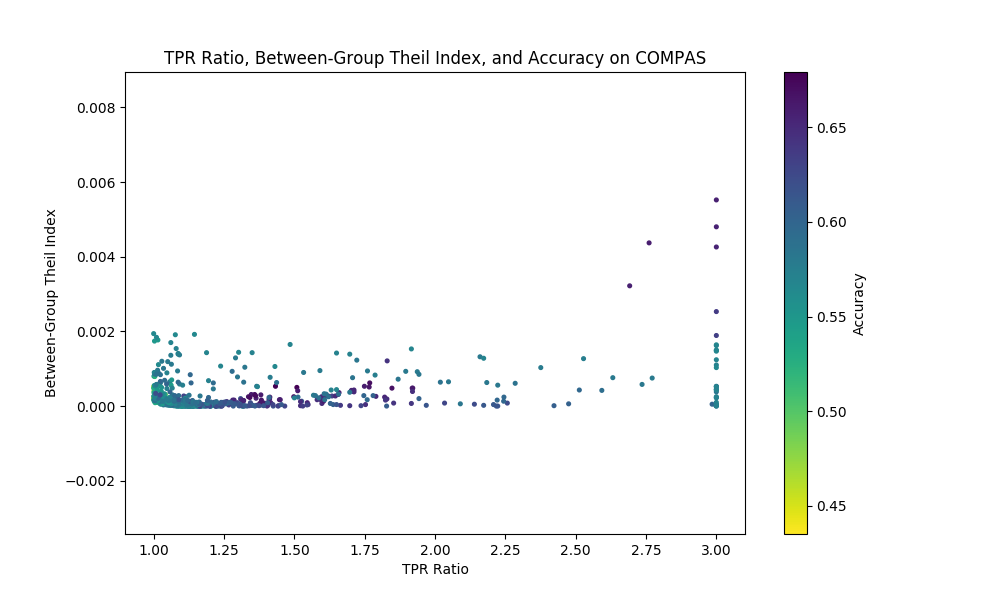 TPR Ratio, Between-Group Theil Index, and Accuracy on COMPAS
0.008
0.006
0.004
0.002
0.000
−0.002
Between-Group Theil Index
1.00 1.25 1.50 1.75 2.00 2.25 2.50 2.75 3.00
TPR Ratio
0.65
0.60
0.55
0.50
0.45
Accuracy